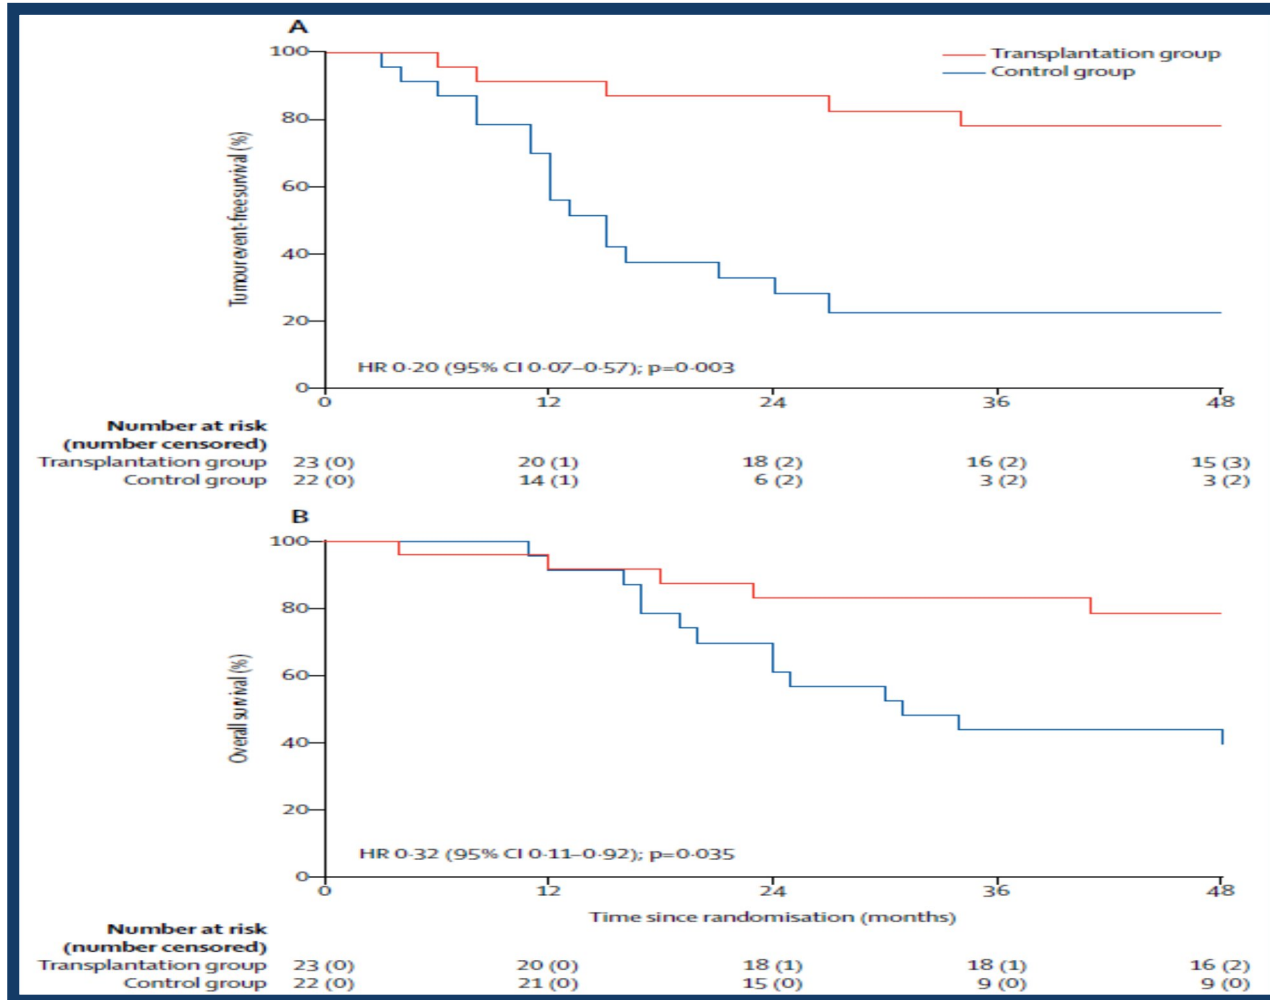 A
100
80
60
40
20
0
Tumour event-free survival (%)
Transplantation group
Control group
HR 0·20 (95% CI 0·07–0·57); p=0·003
0 12 24 36 48
Number at risk
(number censored)
Transplantation group 23 (0) 20 (1) 18 (2) 16 (2) 15 (3)
Control group 22 (0) 14 (1) 6 (2) 3 (2) 3 (2)
B
100
80
60
40
20
0
Overall survival (%)
HR 0·32 (95% CI 0·11–0·92); p=0·035
0 12 24 36 48
Time since randomisation (months)
Number at risk
(number censored)
Transplantation group 23 (0) 20 (0) 18 (1) 18 (1) 16 (2)
Control group 22 (0) 21 (0) 15 (0) 9 (0) 9 (0)